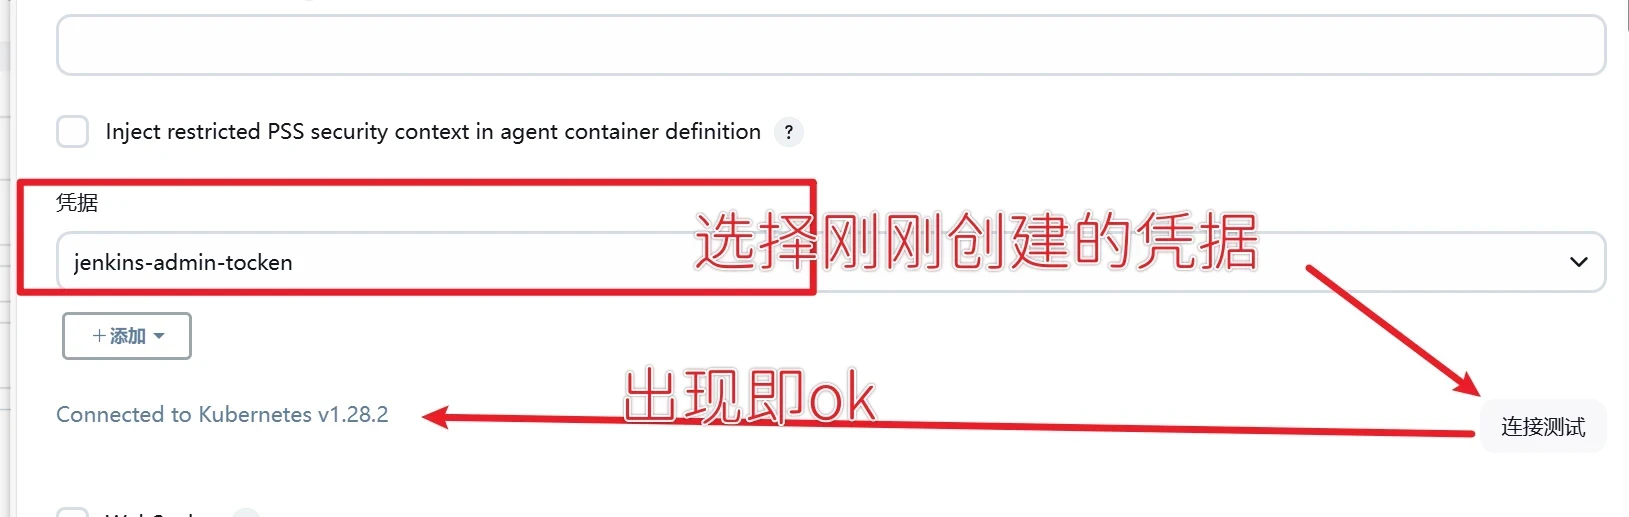 Inject restricted PSS security context in agent container definition ?
凭据
jenkins-admin-tocken
选择刚刚创建的凭据
+添加
出现即ok
Connected to Kubernetes v1.28.2
连接测试